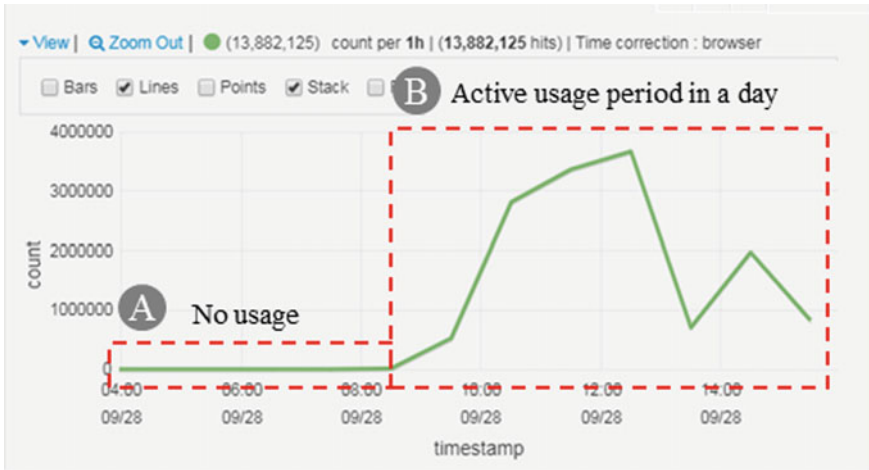 View | Zoom Out | (13,882,125) count per 1h | (13,882,125 hits) | Time correction : browser
Bars Lines Points Stack
B Active usage period in a day
4000000
3000000
2000000
1000000
0
count
A No usage
04:00 06:00 08:00 10:00 12:00 14:00
09/28 09/28 09/28 09/28 09/28 09/28
timestamp